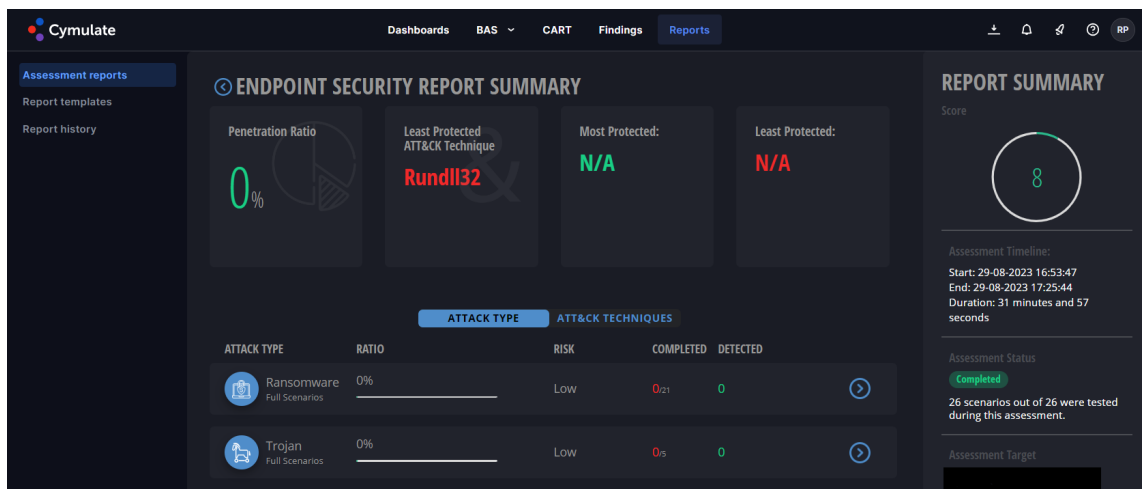 Cymulate
Dashboards BAS CART Findings Reports
RP
Assessment reports
Report templates
Report history
ENDPOINT SECURITY REPORT SUMMARY
Penetration Ratio
0%
Least Protected
ATT&CK Technique
Rundll32
&
Most Protected:
N/A
Least Protected:
N/A
ATTACK TYPE ATT&CK TECHNIQUES
ATTACK TYPE RATIO RISK COMPLETED DETECTED
Ransomware 0% Low 0/21 0
Full Scenarios
Trojan 0% Low 0/5 0
Full Scenarios
REPORT SUMMARY
Score
8
Assessment Timeline:
Start: 29-08-2023 16:53:47
End: 29-08-2023 17:25:44
Duration: 31 minutes and 57
seconds
Assessment Status
Completed
26 scenarios out of 26 were tested
during this assessment.
Assessment Target